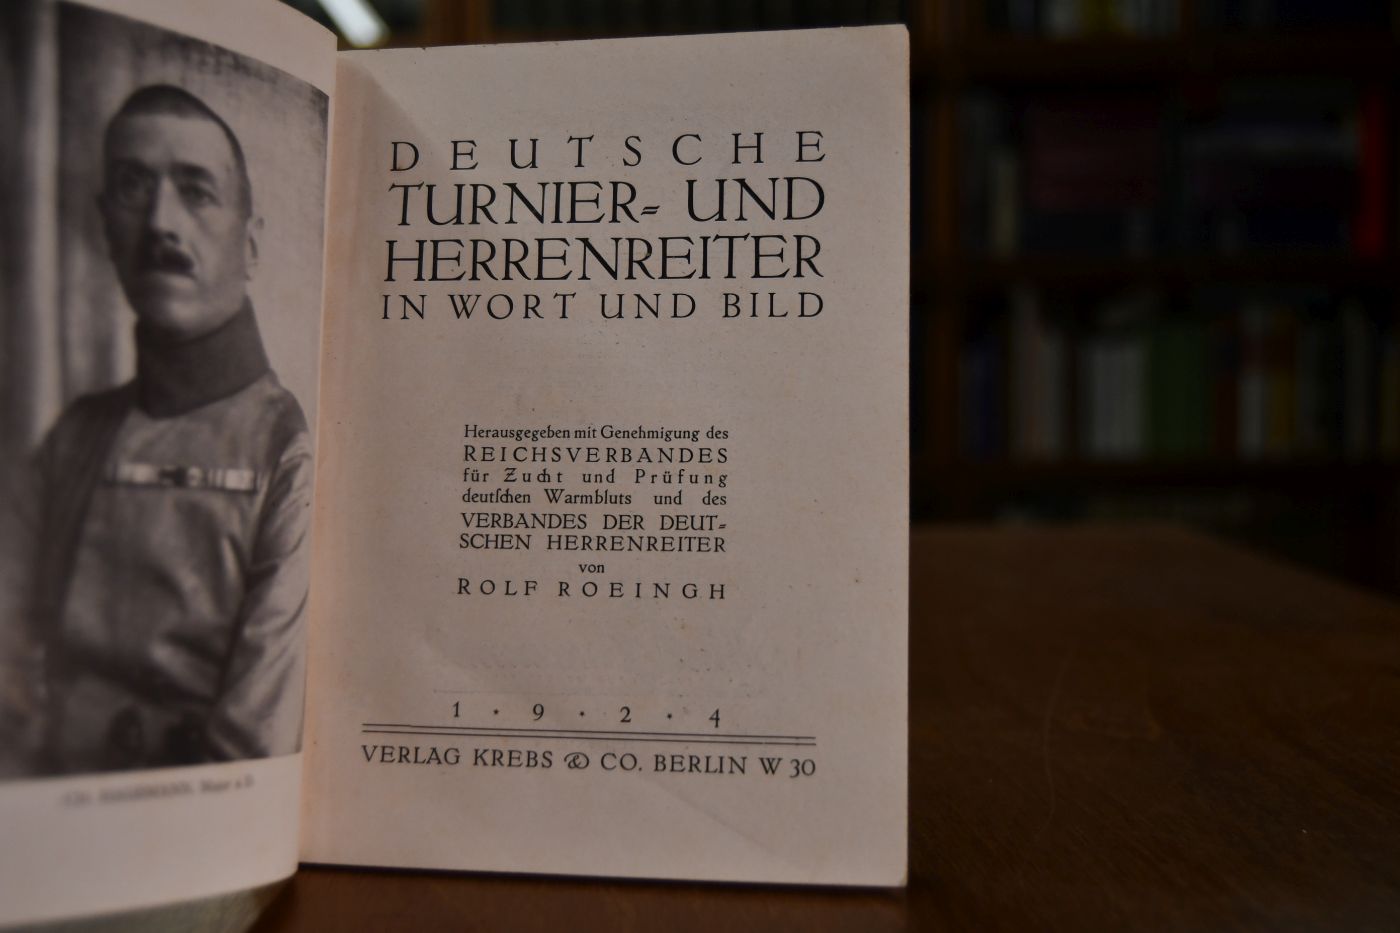 DEUTSCHE
TURNIER- UND
HERRENREITER
IN WORT UND BILD
Herausgegeben mit Genehmigung des
REICHSVERBANDES
für Zucht und Prüfung
deutſchen Warmbluts und des
VERBANDES DER DEUT-
SCHEN HERRENREITER
von
ROLF ROEINGH
1 · 9 · 2 · 4
VERLAG KREBS & CO. BERLIN W 30